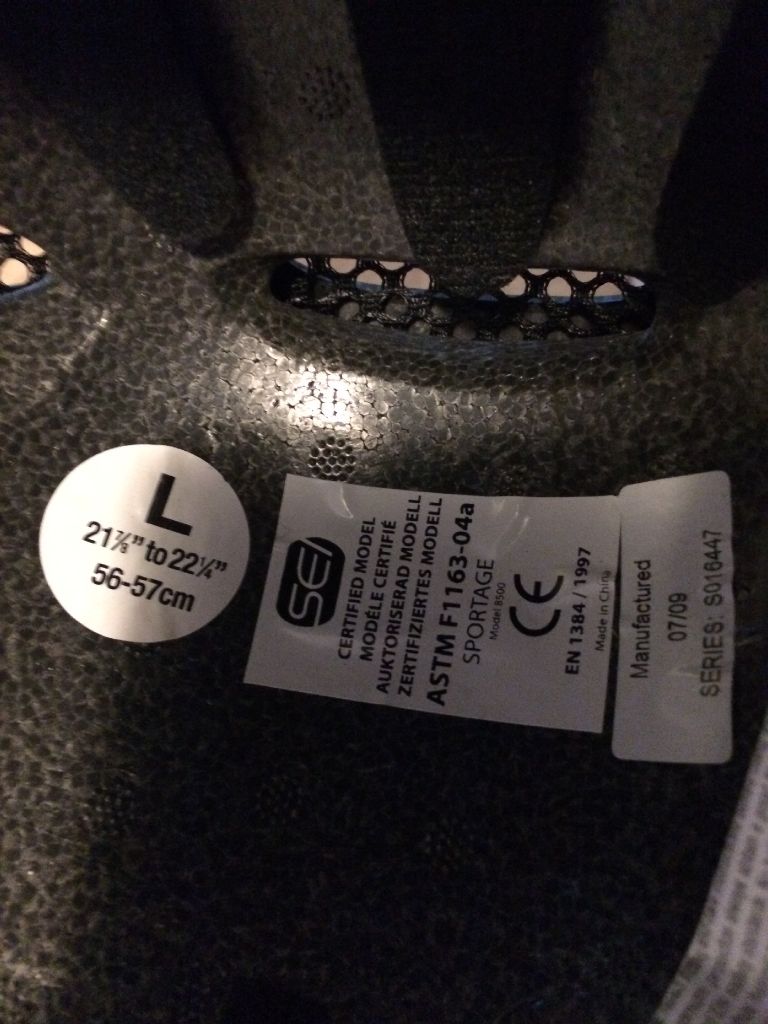 L
21⅞" to 22¼"
56-57cm
SEI
CERTIFIED MODEL
MODÉLE CERTIFIÉ
AUKTORISERAD MODELL
ZERTIFIZIERTES MODELL
ASTM F1163-04a
SPORTAGE
Model 8500
CE
EN 1384 / 1997
Made in China
Manufactured
07/09
SERIES: S016447